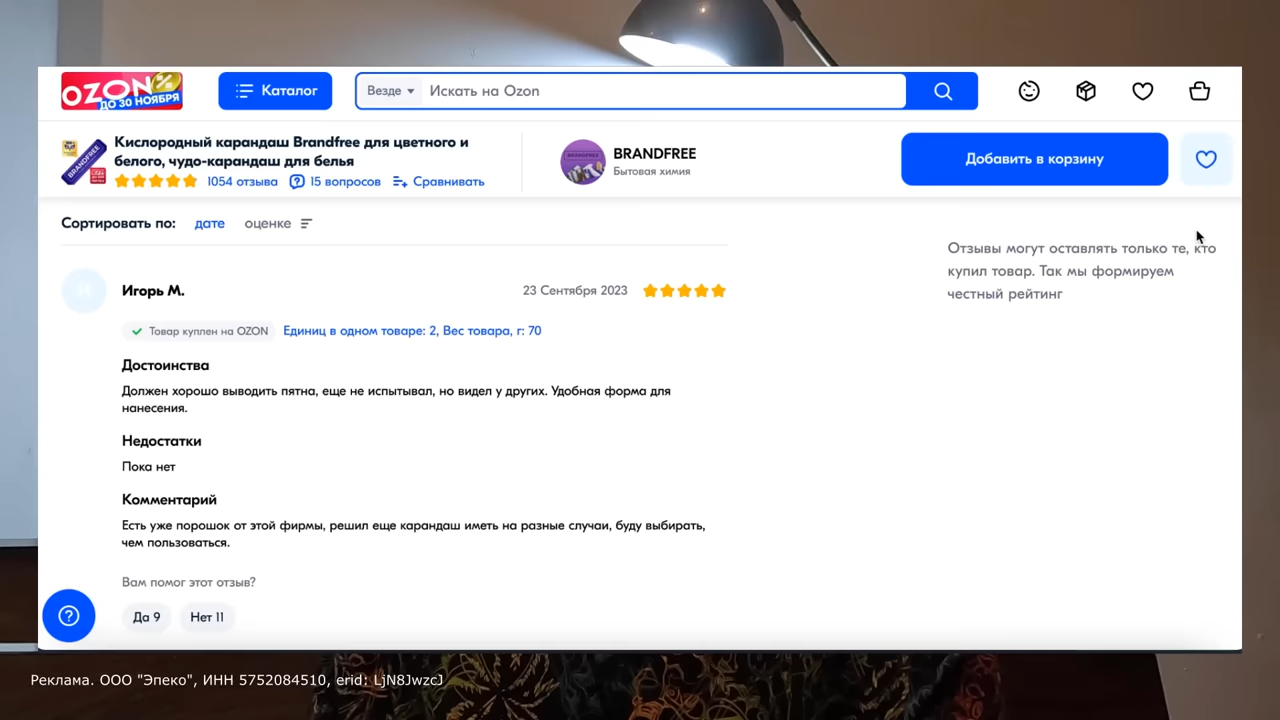 OZON
ДО 30 НОЯБРЯ
Каталог
Везде
Искать на Ozon
Кислородный карандаш Brandfree для цветного и
белого, чудо-карандаш для белья
1054 отзыва
15 вопросов
Сравнивать
BRANDFREE
BRANDFREE
BRANDFREE
Бытовая химия
Добавить в корзину
Сортировать по: дате оценке
Отзывы могут оставлять только те, кто
купил товар. Так мы формируем
честный рейтинг
И
Игорь М.
23 Сентября 2023
Товар куплен на OZON
Единиц в одном товаре: 2, Вес товара, г: 70
Достоинства
Должен хорошо выводить пятна, еще не испытывал, но видел у других. Удобная форма для
нанесения.
Недостатки
Пока нет
Комментарий
Есть уже порошок от этой фирмы, решил еще карандаш иметь на разные случаи, буду выбирать,
чем пользоваться.
Вам помог этот отзыв?
Да 9
Нет 11
Реклама. ООО "Эпеко", ИНН 5752084510, erid: LjN8JwzcJ